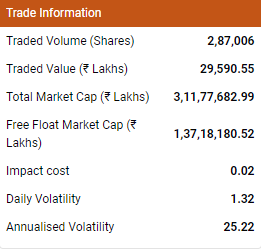 Trade Information
Traded Volume (Shares) 2,87,006
Traded Value (₹ Lakhs) 29,590.55
Total Market Cap (₹ Lakhs) 3,11,77,682.99
Free Float Market Cap (₹
Lakhs) 1,37,18,180.52
Impact cost 0.02
Daily Volatility 1.32
Annualised Volatility 25.22